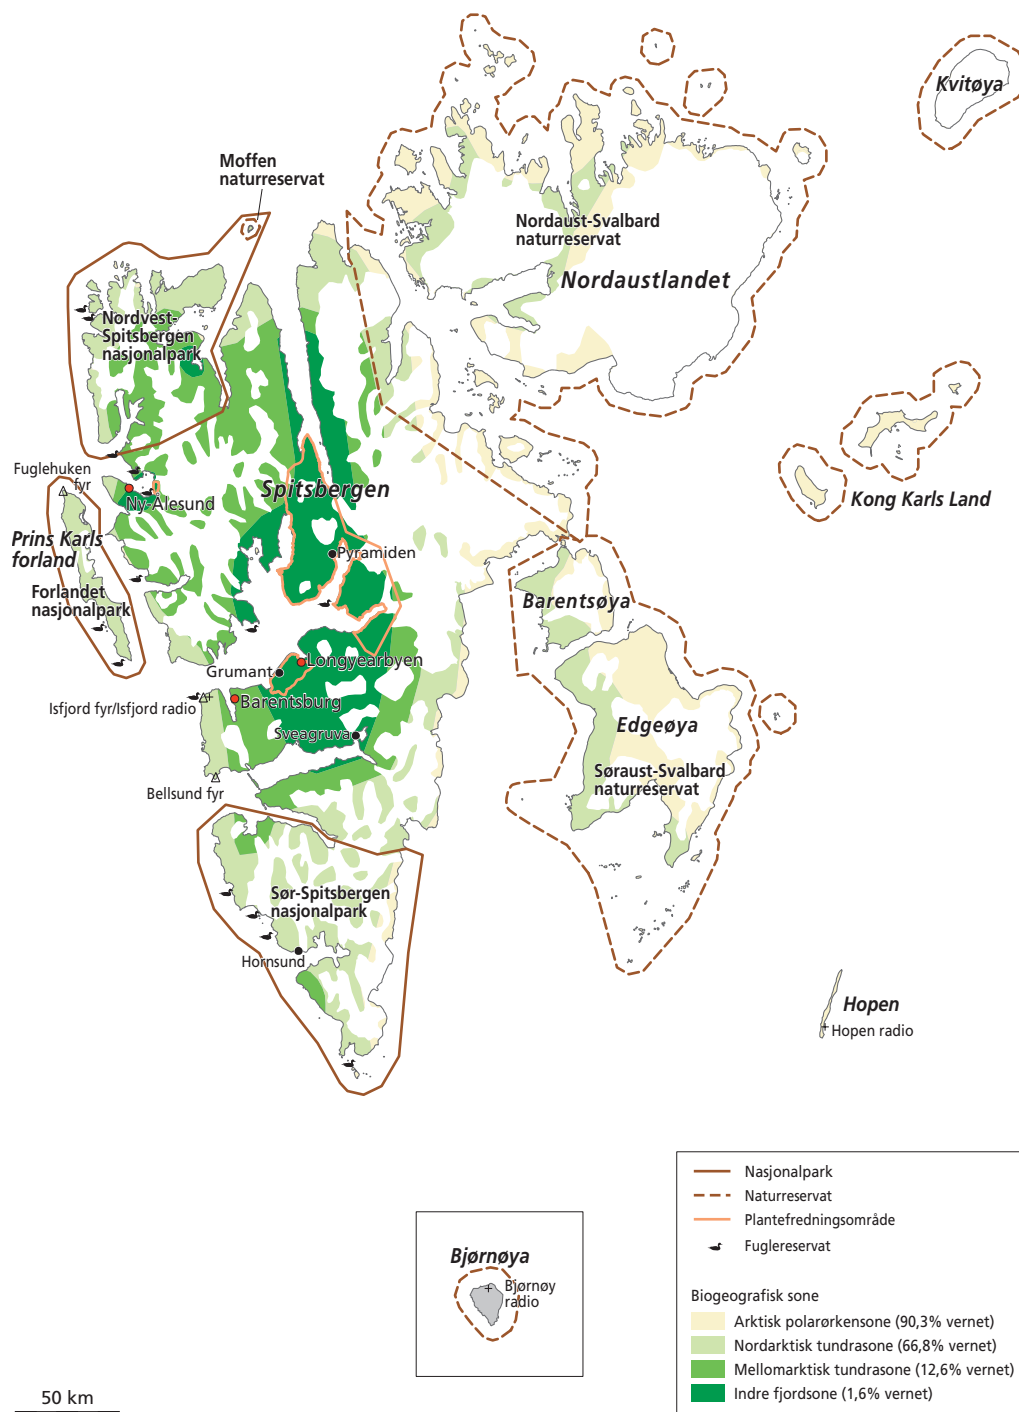 Kvitøya
Moffen
naturreservat
Nordaust-Svalbard
naturreservat
Nordaustlandet
Nordvest-
Spitsbergen
nasjonalpark
Fuglehuken
fyr
Spitsbergen
Ny-Ålesund
Kong Karls Land
Prins Karls
forland
Pyramiden
Forlandet
nasjonalpark
Barentsøya
Longyearbyen
Grumant
Isfjord fyr/Isfjord radio
Barentsburg
Edgeøya
Sveagruva
Søraust-Svalbard
naturreservat
Bellsund fyr
Sør-Spitsbergen
nasjonalpark
Hornsund
Hopen
Hopen radio
Nasjonalpark
Naturreservat
Plantefredningsområde
Fuglereservat
Bjørnøya
Bjørnøy
radio
Biogeografisk sone
Arktisk polarørkensone (90,3% vernet)
Nordarktisk tundrasone (66,8% vernet)
Mellomarktisk tundrasone (12,6% vernet)
Indre fjordsone (1,6% vernet)
50 km